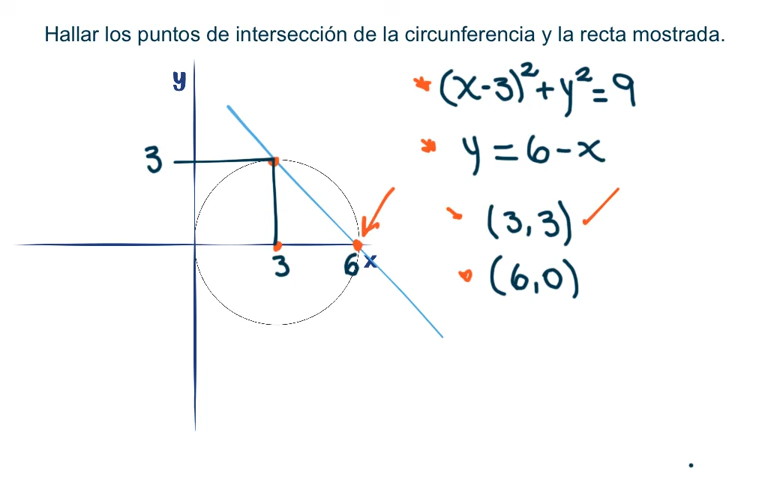 Hallar los puntos de intersección de la circunferencia y la recta mostrada.
y
(x-3)²+y²=9
3
y=6-x
(3,3)
3
6
x
(6,0)